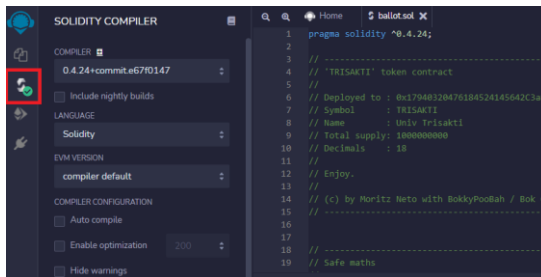 SOLIDITY COMPILER
COMPILER
0.4.24+commit.e67f0147
Include nightly builds
LANGUAGE
Solidity
EVM VERSION
compiler default
COMPILER CONFIGURATION
Auto compile
Enable optimization 200
Hide warnings
Home
ballot.sol
1 pragma solidity ^0.4.24;
2
3 // ----------------------------------------
4 // 'TRISAKTI' token contract
5 //
6 // Deployed to : 0x17940320476184524145642C3a
7 // Symbol : TRISAKTI
8 // Name : Univ Trisakti
9 // Total supply: 1000000000
10 // Decimals : 18
11 //
12 // Enjoy.
13 //
14 // (c) by Moritz Neto with BokkyPooBah / Bok
15 // ----------------------------------------
16
17
18 // ----------------------------------------
19 // Safe maths